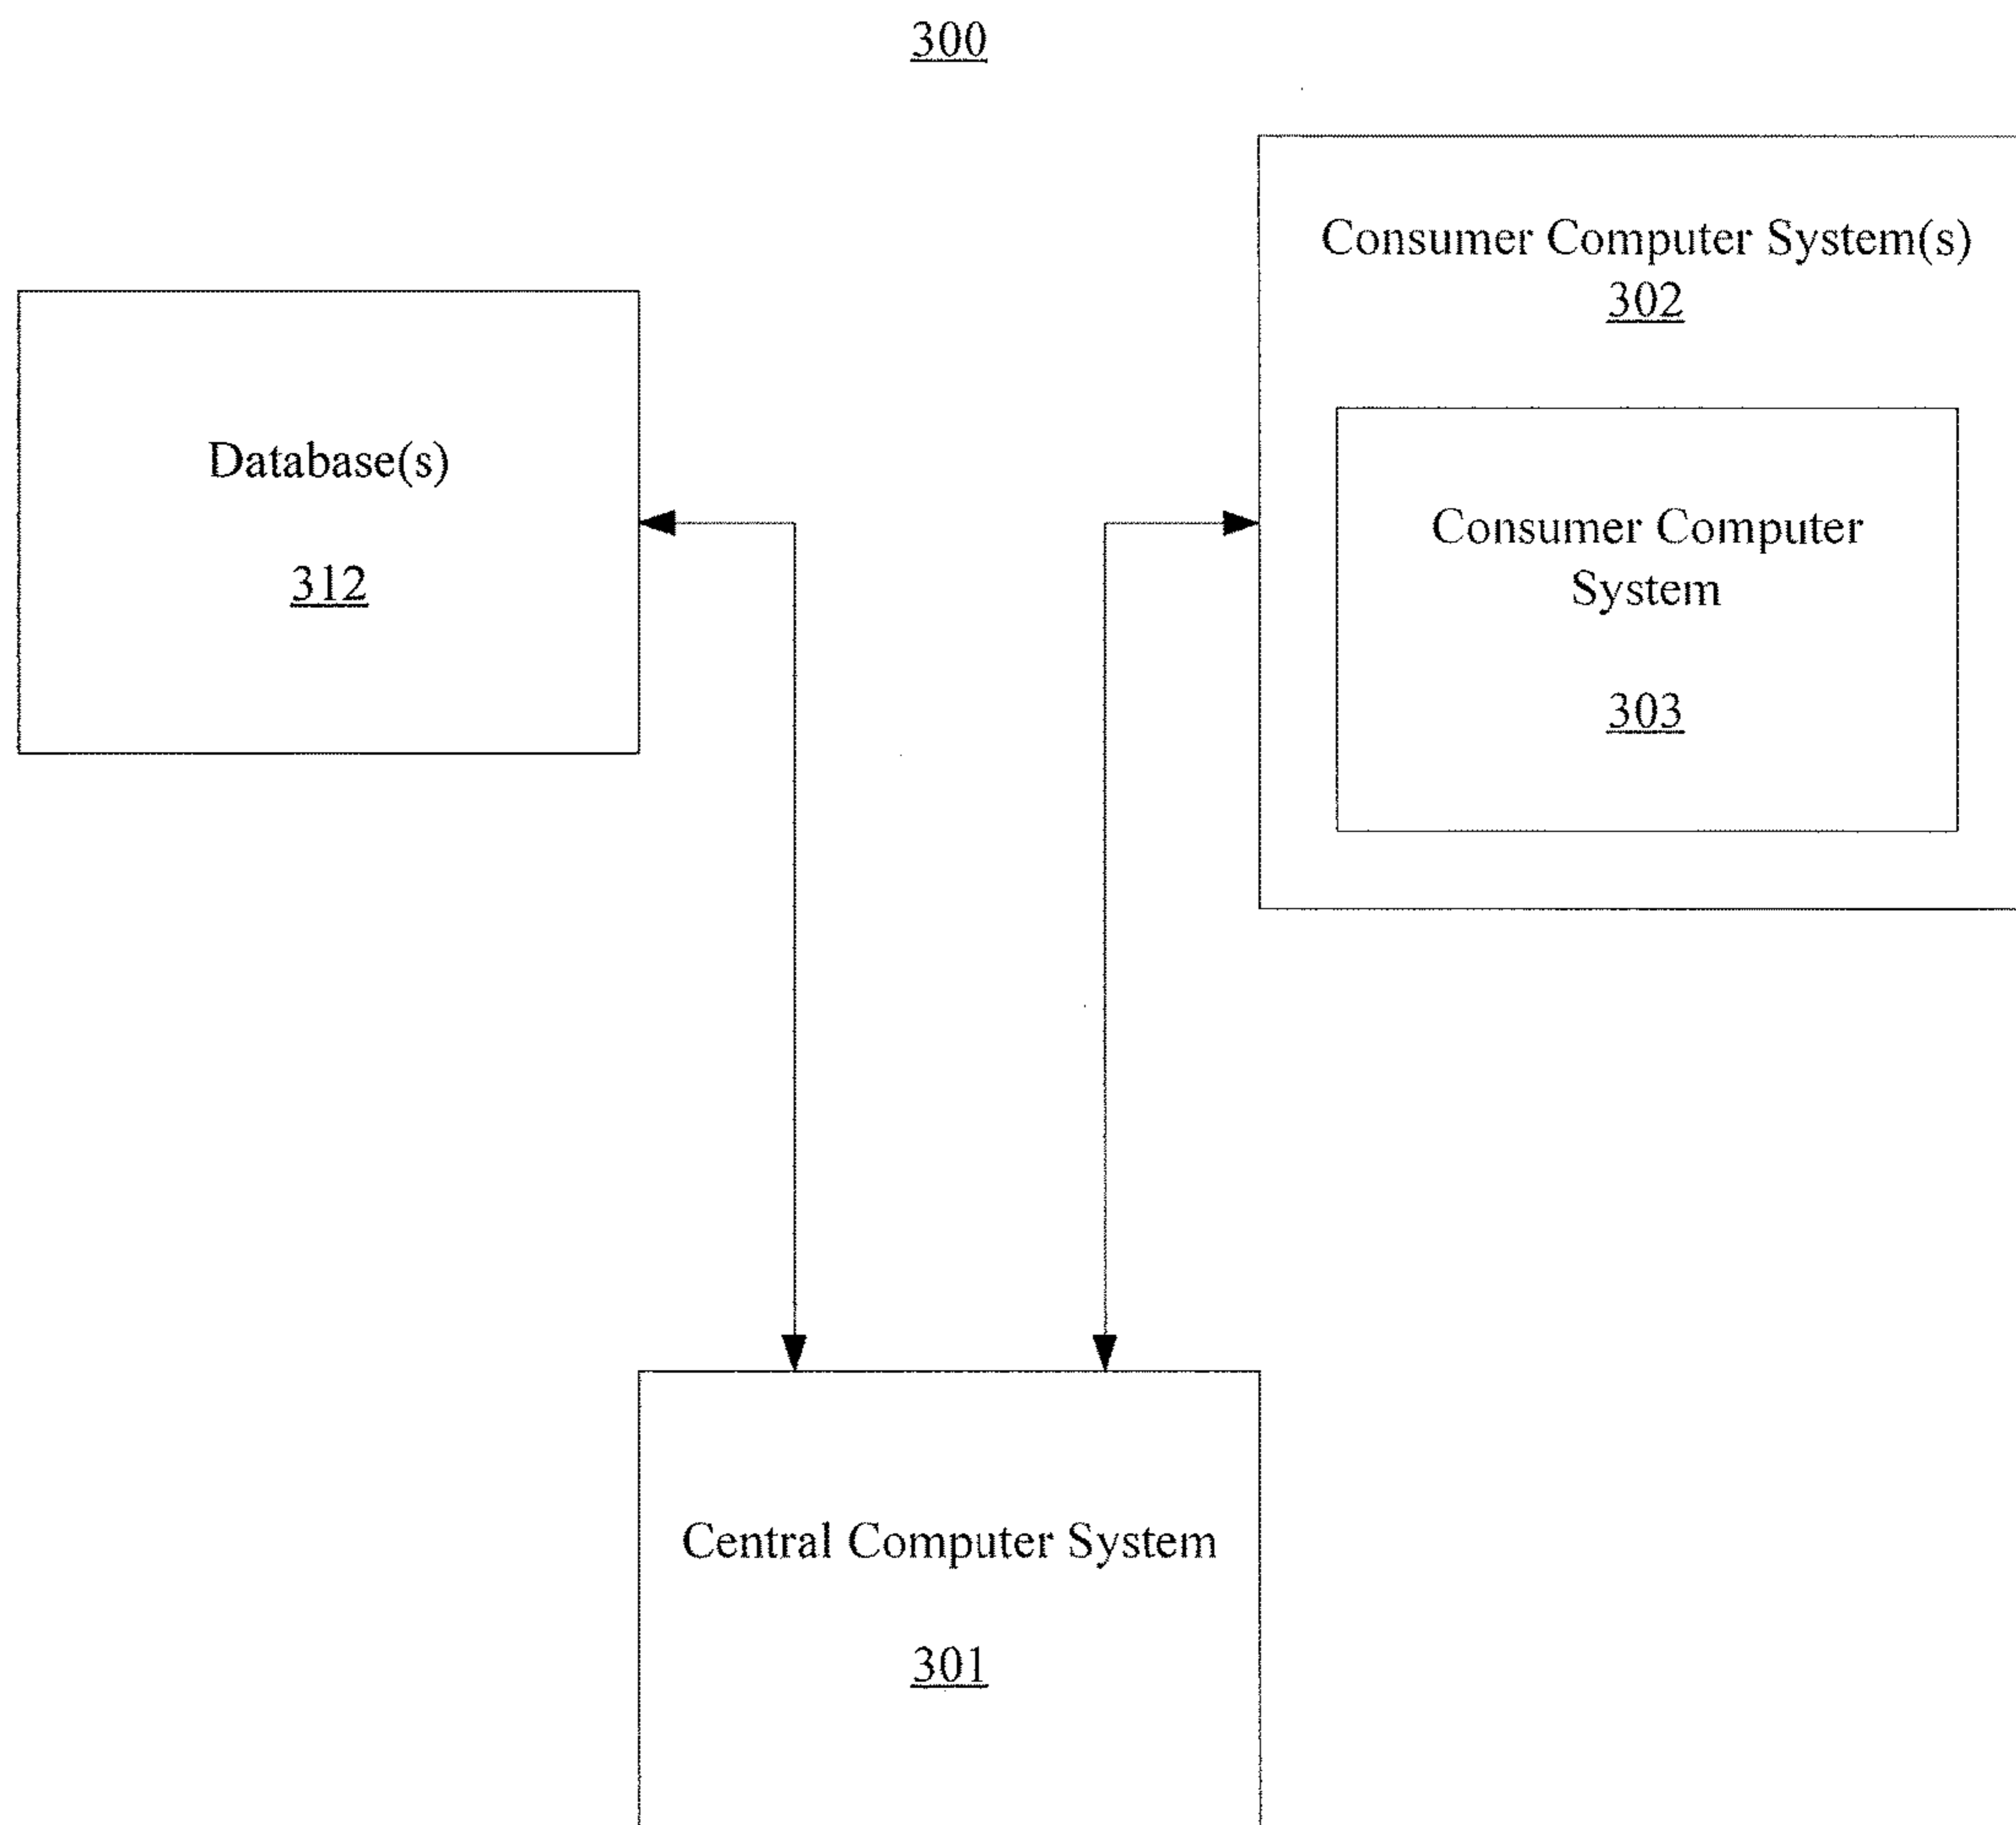 300
Consumer Computer System(s)
302
Database(s)
312
Consumer Computer
System
303
Central Computer System
301